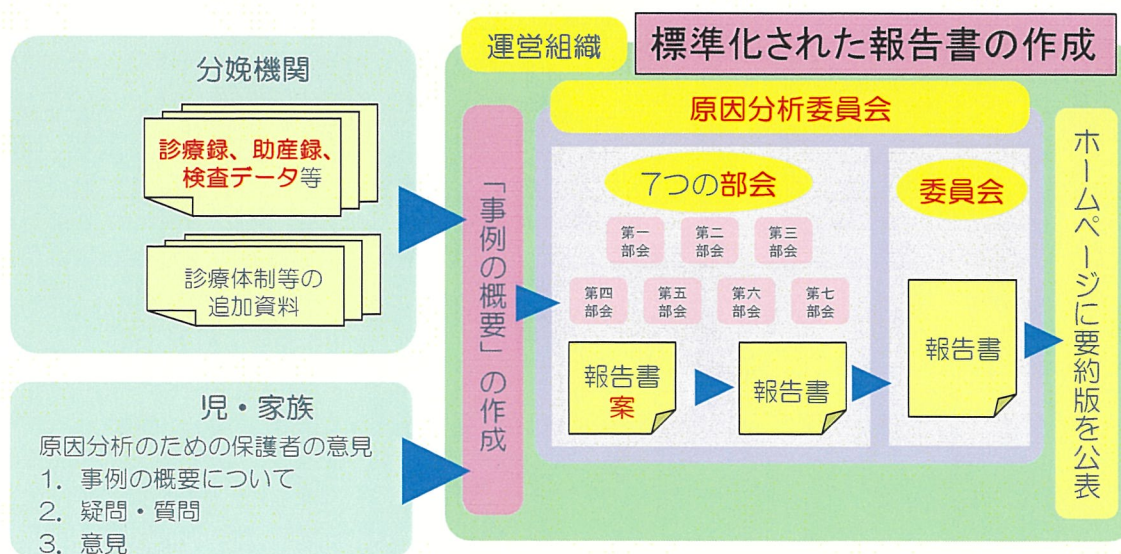 分娩機関
診療録、助産録、
検査データ等
診療体制等の
追加資料
児・家族
原因分析のための保護者の意見
1. 事例の概要について
2. 疑問・質問
3. 意見
運営組織
標準化された報告書の作成
「事例の概要」の作成
原因分析委員会
7つの部会
第一
部会
第二
部会
第三
部会
第四
部会
第五
部会
第六
部会
第七
部会
報告書
案
報告書
委員会
報告書
ホームページに要約版を公表